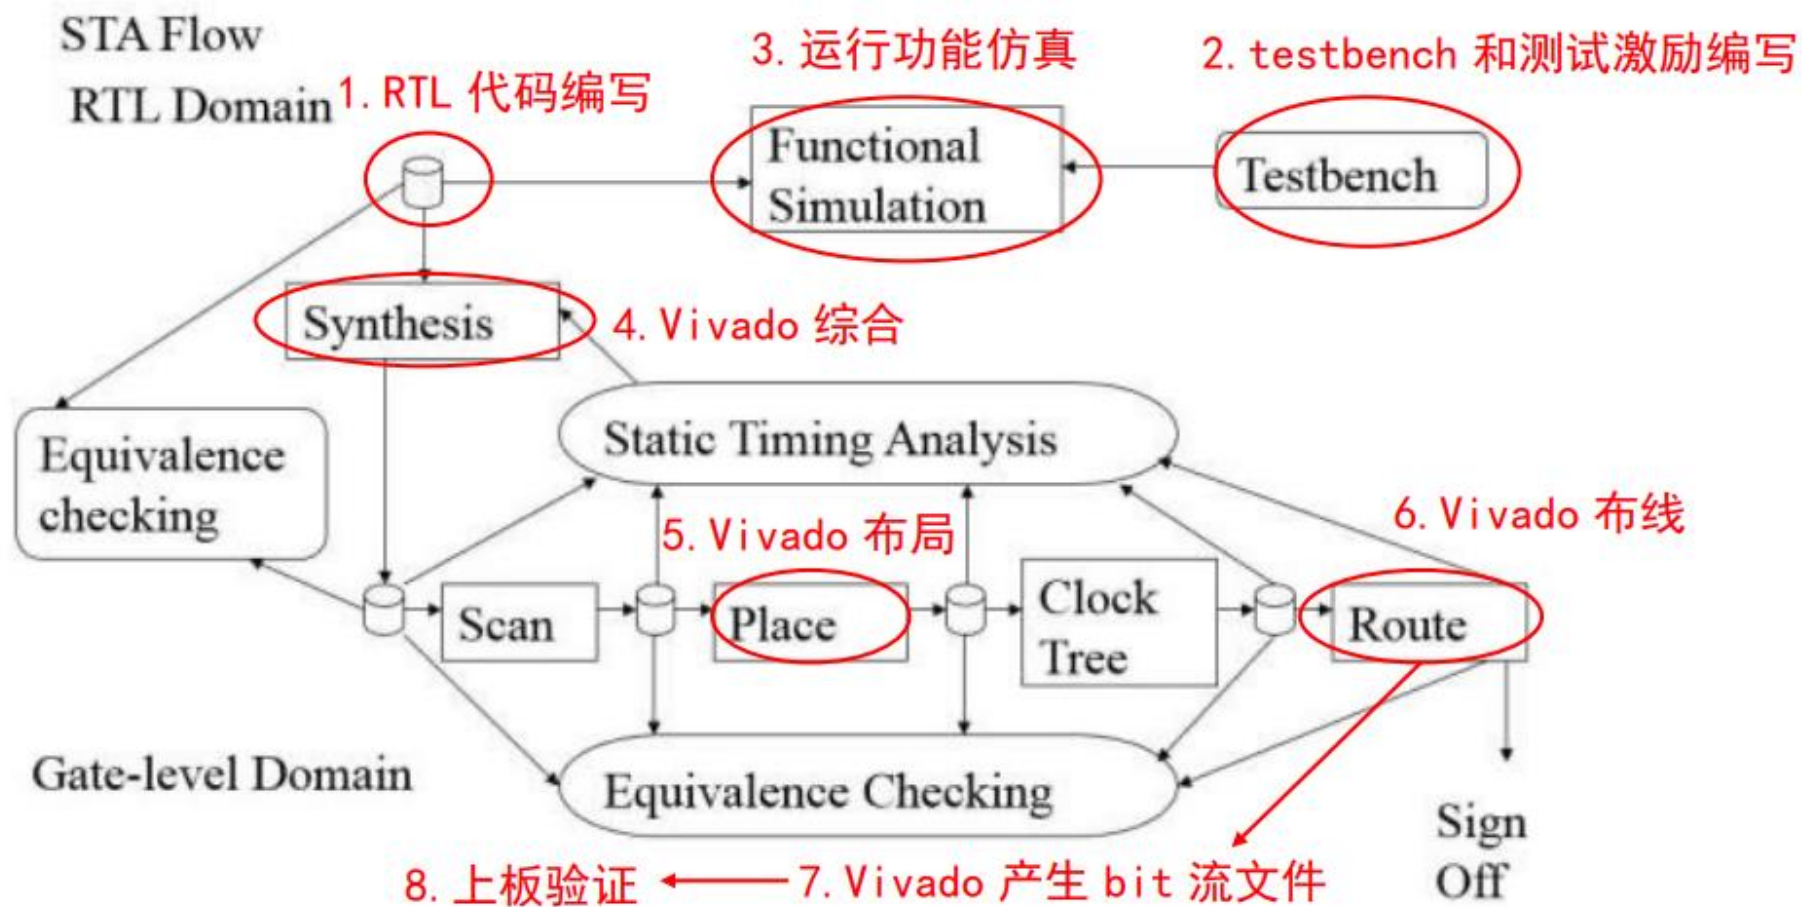 STA Flow
3. 运行功能仿真
2. testbench 和测试激励编写
RTL Domain
1. RTL 代码编写
Functional
Simulation
Testbench
Synthesis
4. Vivado 综合
Static Timing Analysis
Equivalence
checking
5. Vivado 布局
6. Vivado 布线
Scan
Place
Clock
Tree
Route
Gate-level Domain
Equivalence Checking
Sign
Off
8. 上板验证
7. Vivado 产生 bit 流文件